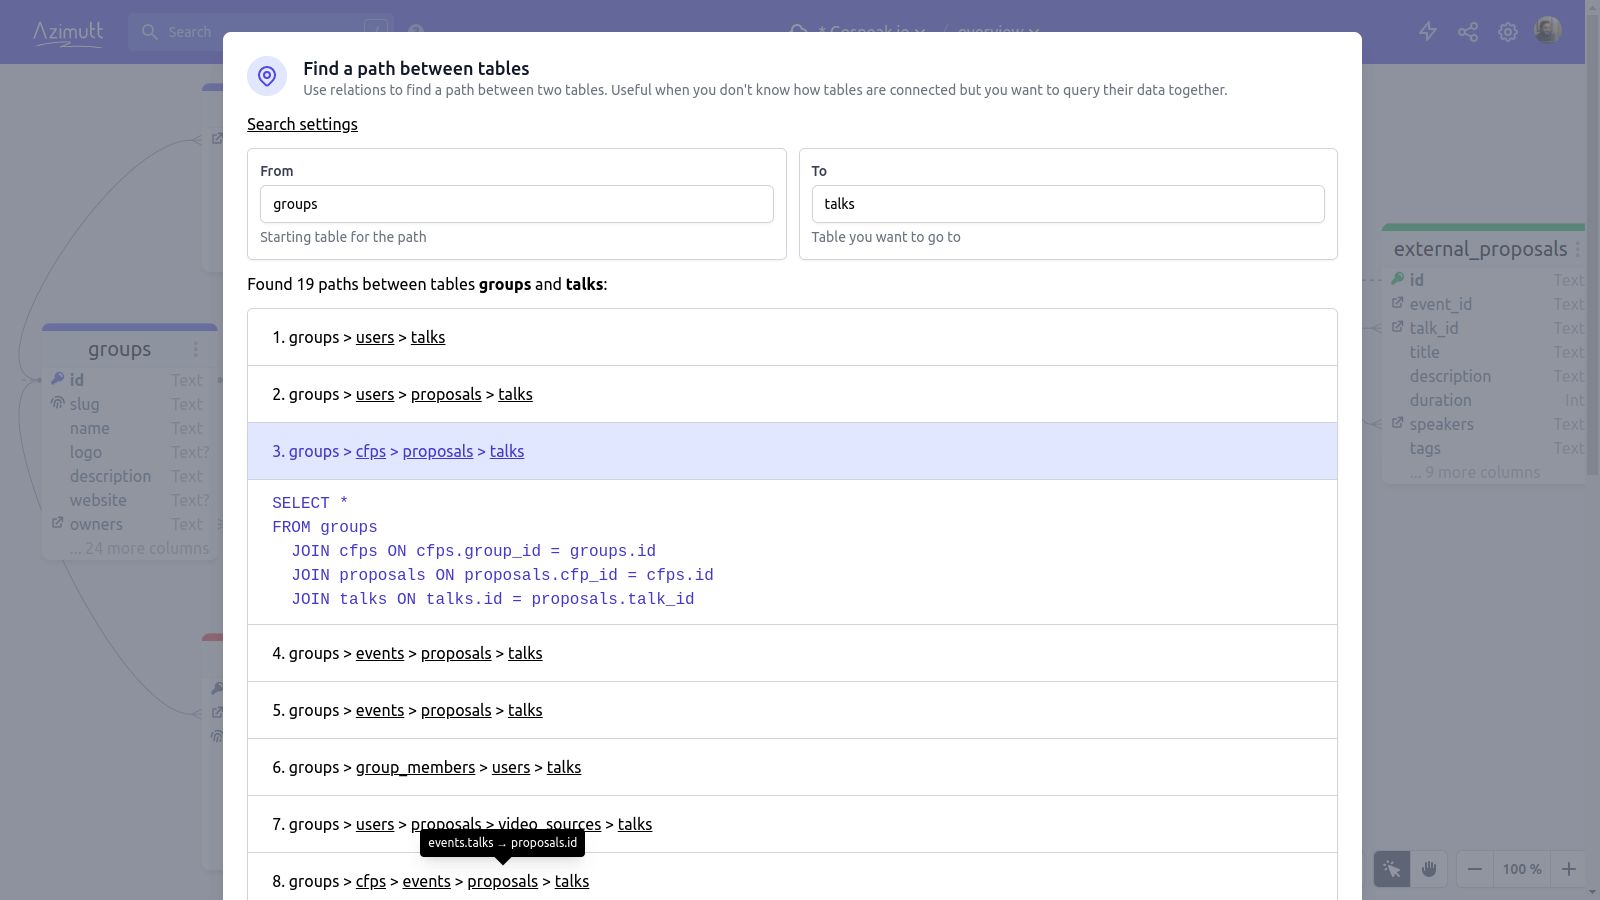 Azimutt
Search
/
* Gospeak.io
/
overview
Find a path between tables
Use relations to find a path between two tables. Useful when you don't know how tables are connected but you want to query their data together.
Search settings
From
groups
Starting table for the path
To
talks
Table you want to go to
Found 19 paths between tables groups and talks:
1. groups > users > talks
2. groups > users > proposals > talks
3. groups > cfps > proposals > talks
SELECT *
FROM groups
JOIN cfps ON cfps.group_id = groups.id
JOIN proposals ON proposals.cfp_id = cfps.id
JOIN talks ON talks.id = proposals.talk_id
4. groups > events > proposals > talks
5. groups > events > proposals > talks
6. groups > group_members > users > talks
7. groups > users > proposals > video_sources > talks
events.talks → proposals.id
8. groups > cfps > events > proposals > talks
groups
id Text
slug Text
name Text
logo Text?
description Text
website Text?
owners Text
... 24 more columns
external_proposals
id Text
event_id Text
talk_id Text
title Text
description Text
duration Int
speakers Text
tags Text
... 9 more columns
100 %